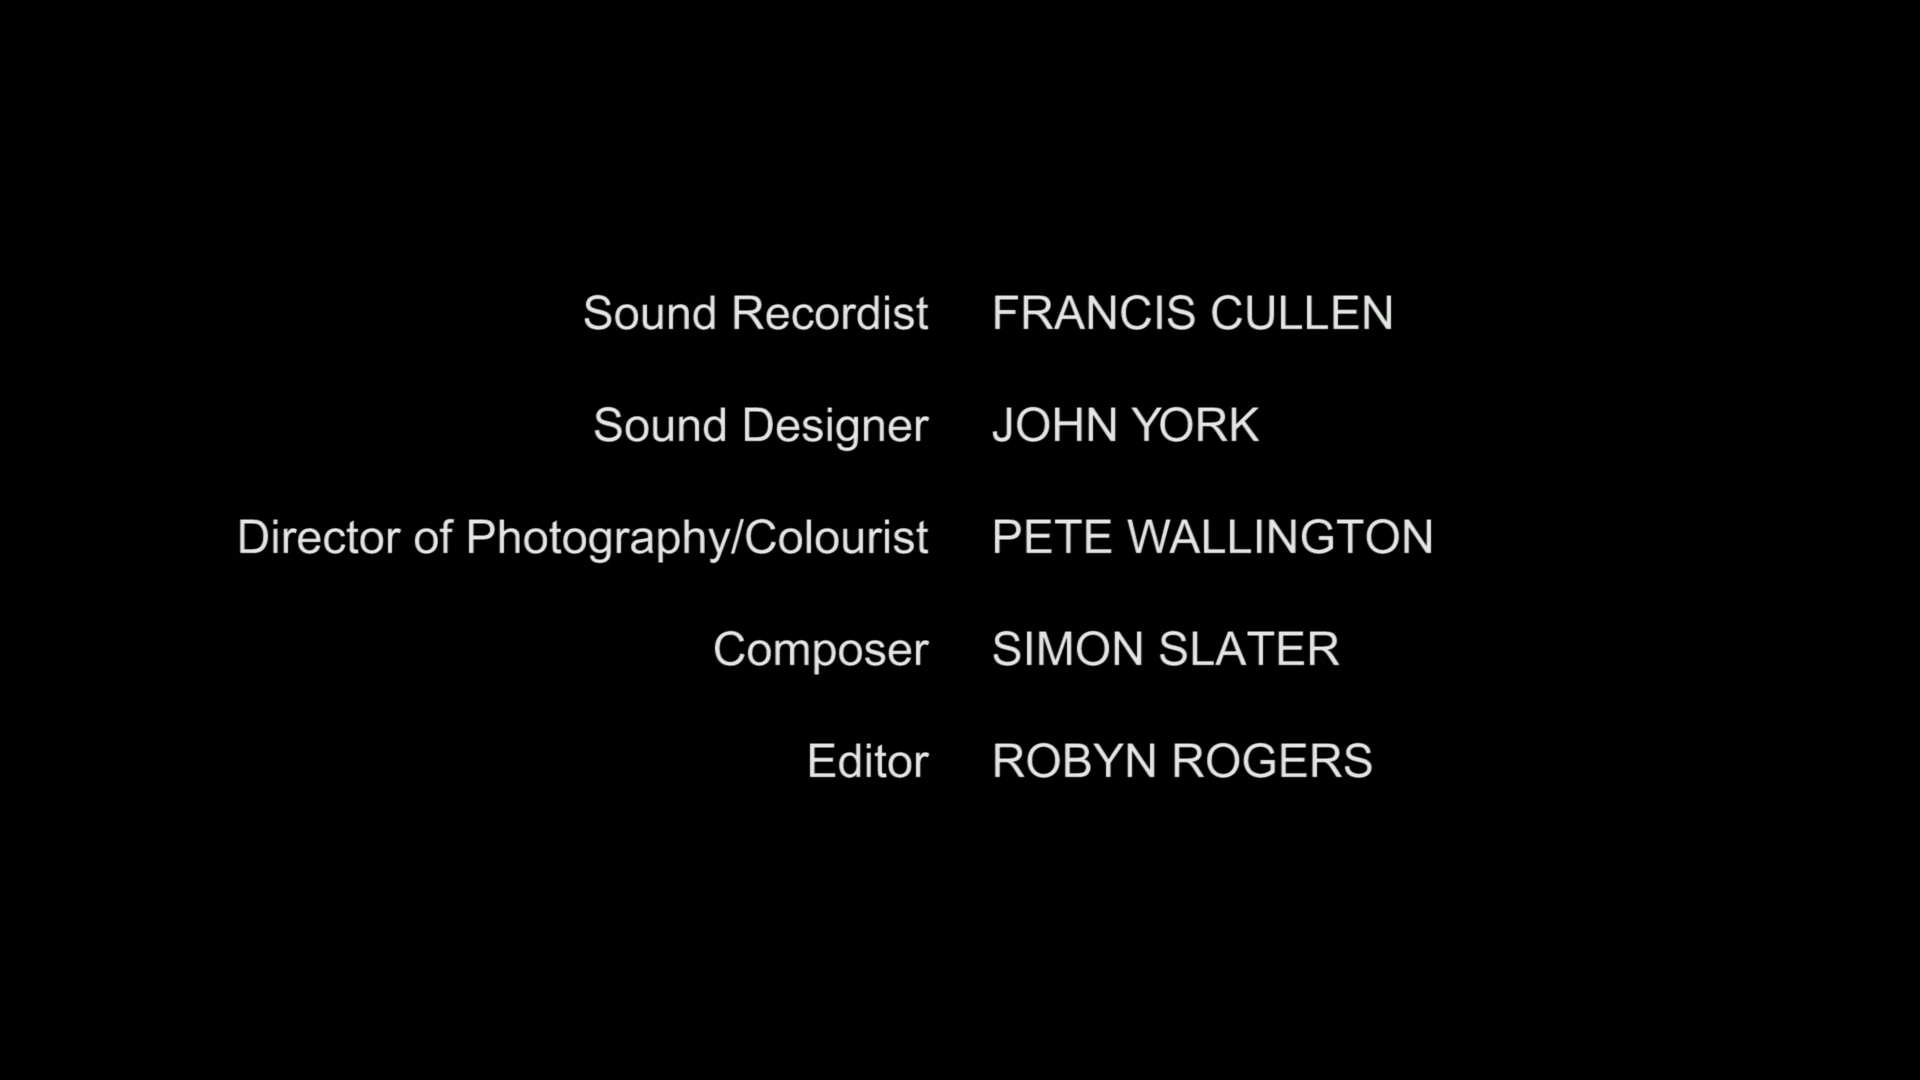 Sound Recordist FRANCIS CULLEN
Sound Designer JOHN YORK
Director of Photography/Colourist PETE WALLINGTON
Composer SIMON SLATER
Editor ROBYN ROGERS